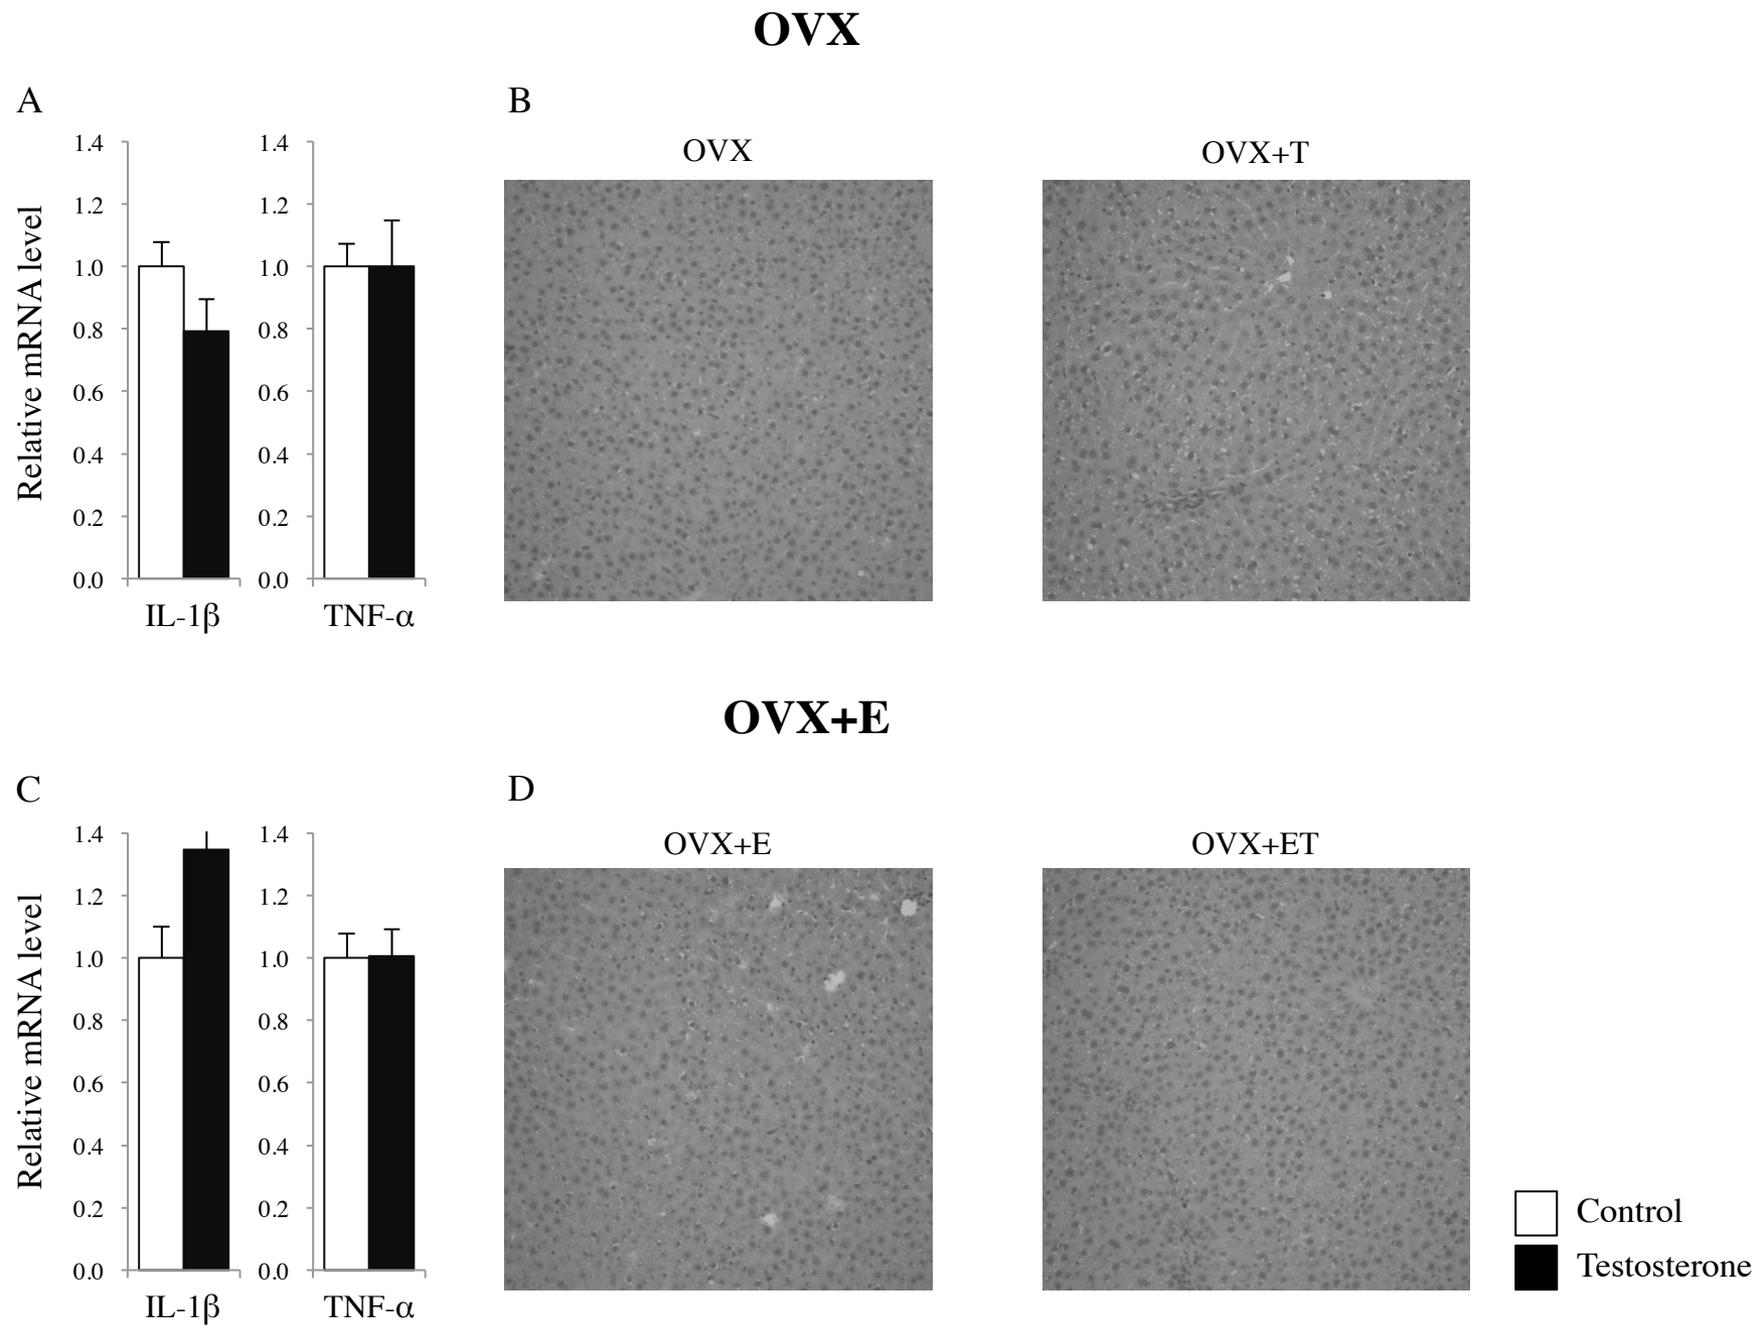 OVX
A
B
OVX
OVX+T
Relative mRNA level
1.4
1.2
1.0
0.8
0.6
0.4
0.2
0.0
IL-1β
1.4
1.2
1.0
0.8
0.6
0.4
0.2
0.0
TNF-α
OVX+E
C
D
OVX+E
OVX+ET
Relative mRNA level
1.4
1.2
1.0
0.8
0.6
0.4
0.2
0.0
IL-1β
1.4
1.2
1.0
0.8
0.6
0.4
0.2
0.0
TNF-α
Control
Testosterone